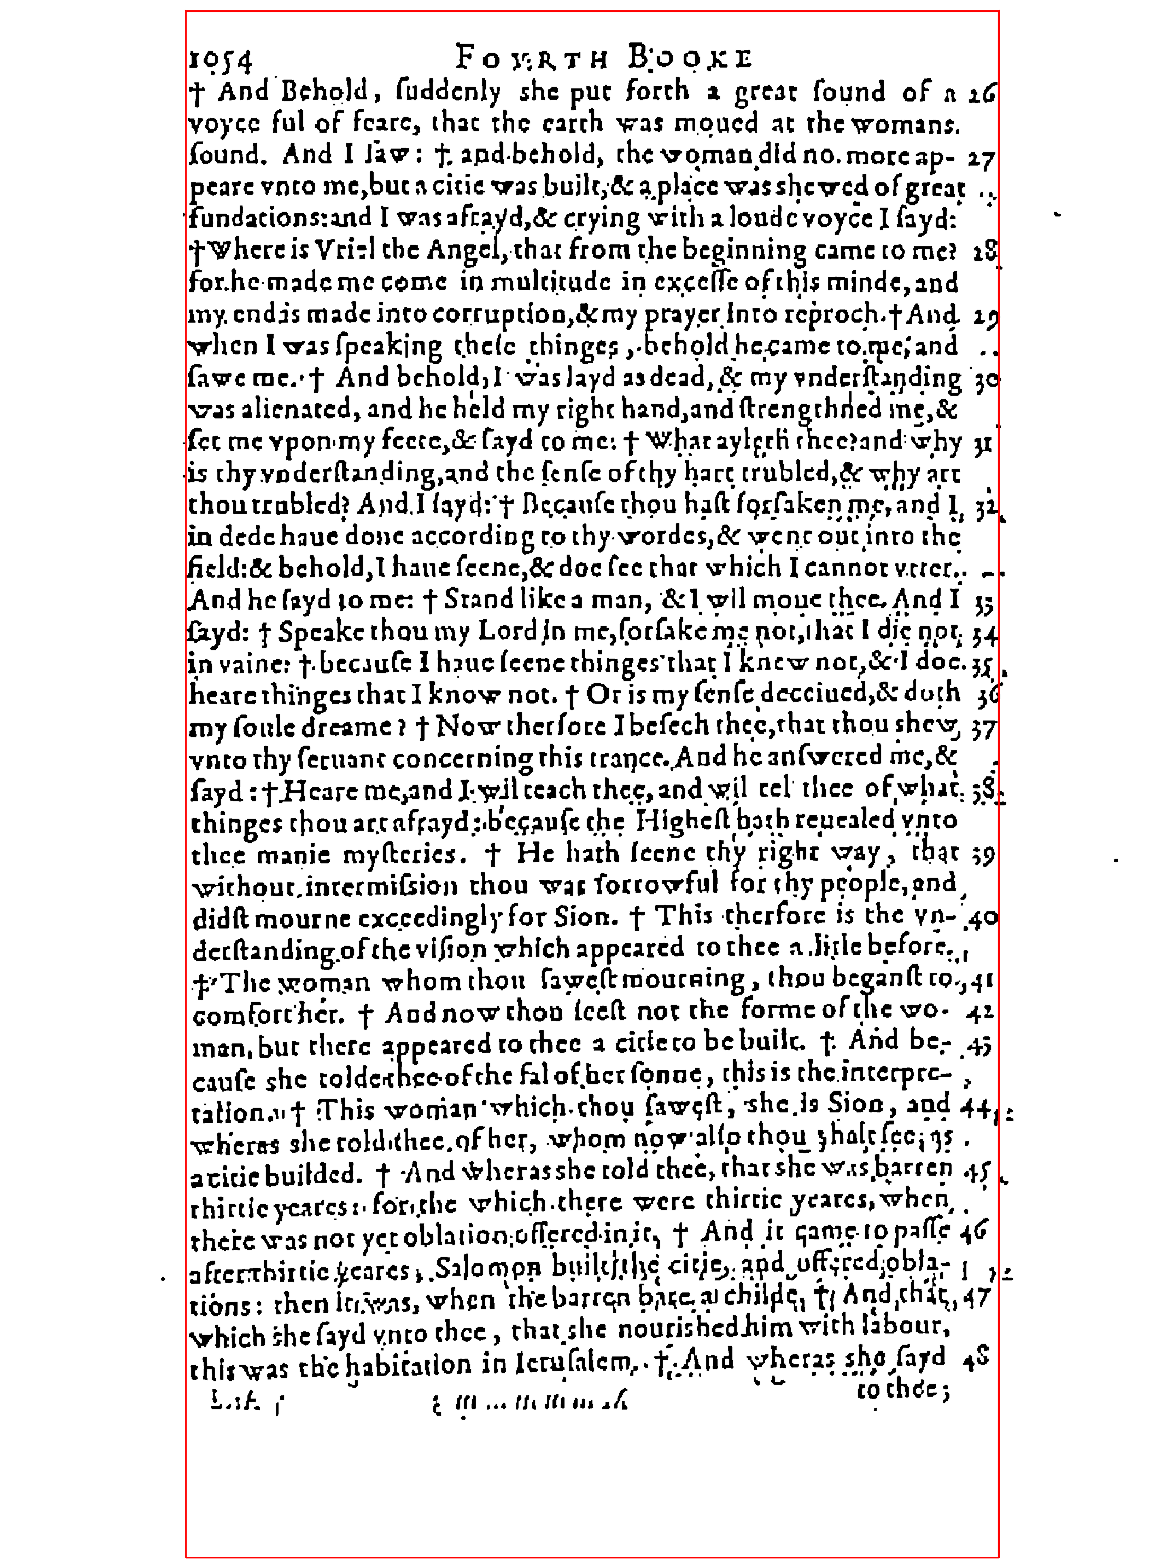 1054 FOVRTH BOOKE
† And Behold, ſuddenly ſhe put forth a great ſound of a 26
voyce ful of feare, that the earth was moued at the womans.
ſound. And I ſaw: † and behold, the woman did no more ap- 27
peare vnto me, but a citie was built, & a place was shewed of great
fundations: and I was afrayd, & crying with a loude voyce I ſayd:
† Where is Vriel the Angel, that from the beginning came to me? 28
for he made me come in multitude in exceſſe of this minde, and
my end is made into corruption, & my prayer into reproch. † And 29
when I was ſpeaking theſe thinges, behold he came to me, and
ſawe me. † And behold, I was layd as dead, & my vnderſtanding 30
was alienated, and he held my right hand, and ſtrengthned me, &
ſet me vpon my feete, & ſayd to me: † What ayleth thee? and why 31
is thy vnderſtanding, and the ſenſe of thy hart trubled, & why art
thou trubled? And I ſayd: † Becauſe thou haſt forſaken me, and I 32
in dede haue done according to thy wordes, & went out into the
field: & behold, I haue ſeene, & doe ſee that which I cannot vtter.
And he ſayd to me: † Stand like a man, & I wil moue thee. And I 33
ſayd: † Speake thou my Lord in me, forſake me not, that I die not 34
in vaine: † becauſe I haue ſeene thinges that I knew not, & I doe 35
heare thinges that I know not. † Or is my ſenſe deceiued, & doth 36
my ſoule dreame? † Now therfore I beſech thee, that thou shew 37
vnto thy ſeruant concerning this trance. And he anſwered me, &
ſayd: † Heare me, and I wil teach thee, and wil tel thee of what 38
thinges thou art affrayd: becauſe the Higheſt hath reuealed vnto
thee manie myſteries. † He hath ſeene thy right way, that 39
without intermiſsion thou waſ ſorrowful for thy people, and
didſt mourne exceedingly for Sion. † This therfore is the vn- 40
derſtanding of the viſion which appeared to thee a litle before.
† The woman whom thou ſaweſt mourning, thou beganſt to 41
comfort her. † And now thou ſeeſt not the forme of the wo- 42
man, but there appeared to thee a citie to be built. † And be- 43
cauſe she tolde thee of the fal of her ſonne, this is the interpre-
tation. † This woman which thou ſaweſt, she is Sion, and 44
wheras she told thee of her, whom now alſo thou shalt ſee, as
a citie builded. † And wheras she told thee, that she was barren 45
thirtie yeares: for the which there were thirtie yeares, when
there was not yet oblation offered in it, † And it came to paſſe 46
after thirtie yeares, Salomon built the citie, and offered obla-
tions: then it was, when the barren bare a childe, † And that, 47
which she ſayd vnto thee, that she nourished him with labour,
this was the habitation in Ieruſalem. † And wheras she ſayd 48
to thee;